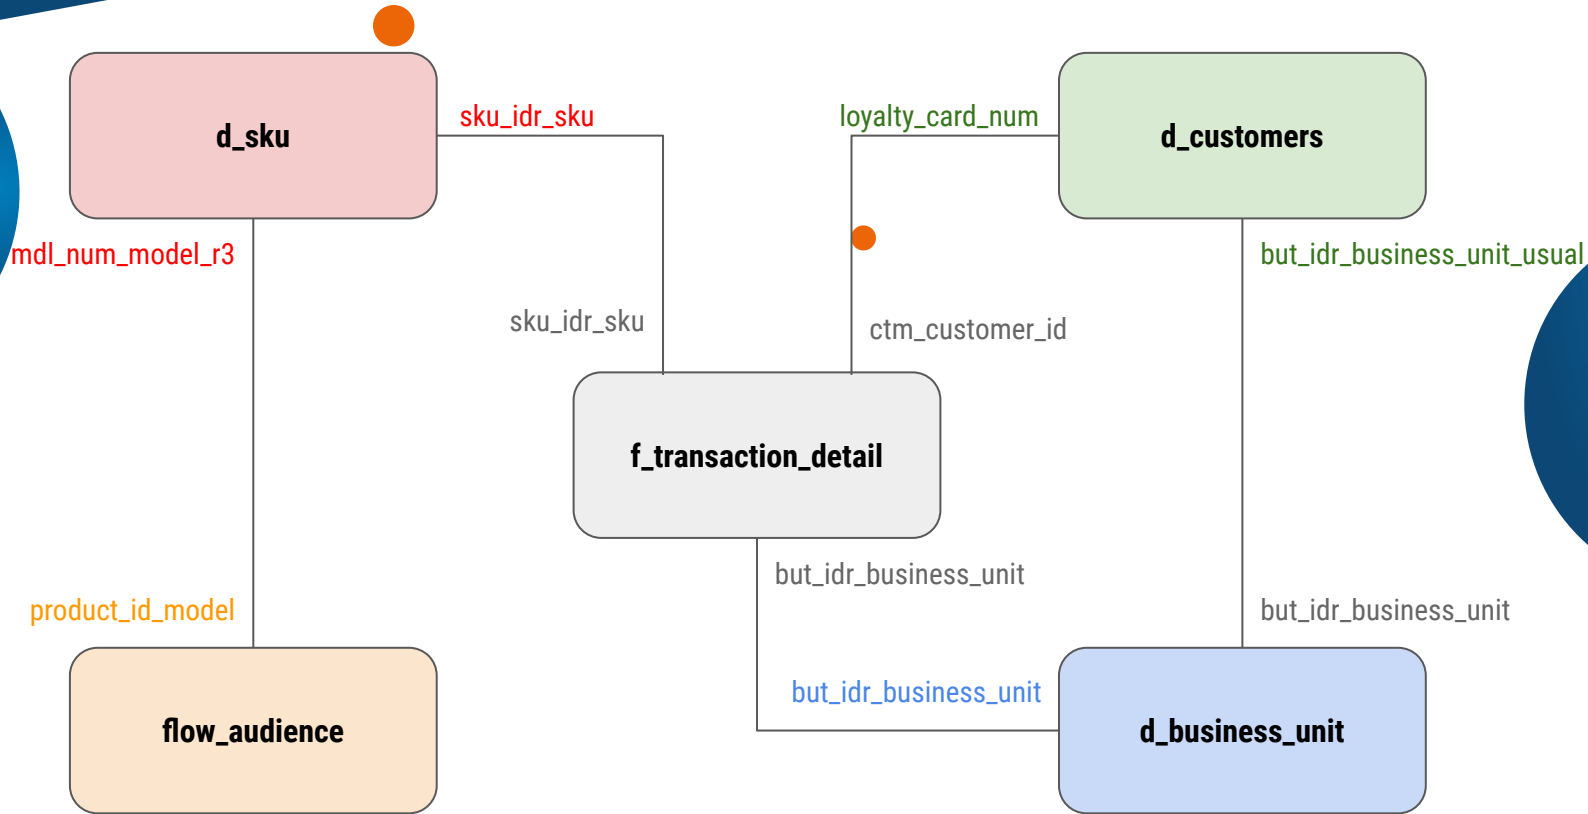 d_sku
sku_idr_sku
loyalty_card_num
d_customers
mdl_num_model_r3
but_idr_business_unit_usual
sku_idr_sku
ctm_customer_id
f_transaction_detail
but_idr_business_unit
product_id_model
but_idr_business_unit
but_idr_business_unit
flow_audience
d_business_unit